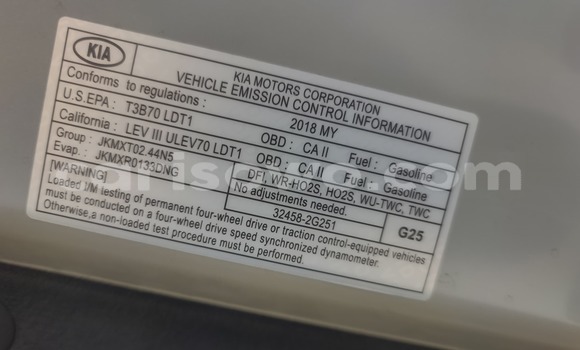 KIA
KIA MOTORS CORPORATION
VEHICLE EMISSION CONTROL INFORMATION
Conforms to regulations : 2018 MY
U.S.EPA : T3B70 LDT1 OBD : CA II Fuel : Gasoline
California : LEV III ULEV70 LDT1 OBD : CA II Fuel : Gasoline
Group : JKMXT02.44N5 DFI, WR-HO2S, HO2S, WU-TWC, TWC
Evap. : JKMXR0133DNG No adjustments needed.
32458-2G251
G25
[WARNING]
Loaded I/M testing of permanent four-wheel drive or traction control-equipped vehicles
must be conducted on a four-wheel drive speed synchronized dynamometer.
Otherwise,a non-loaded test procedure must be performed.